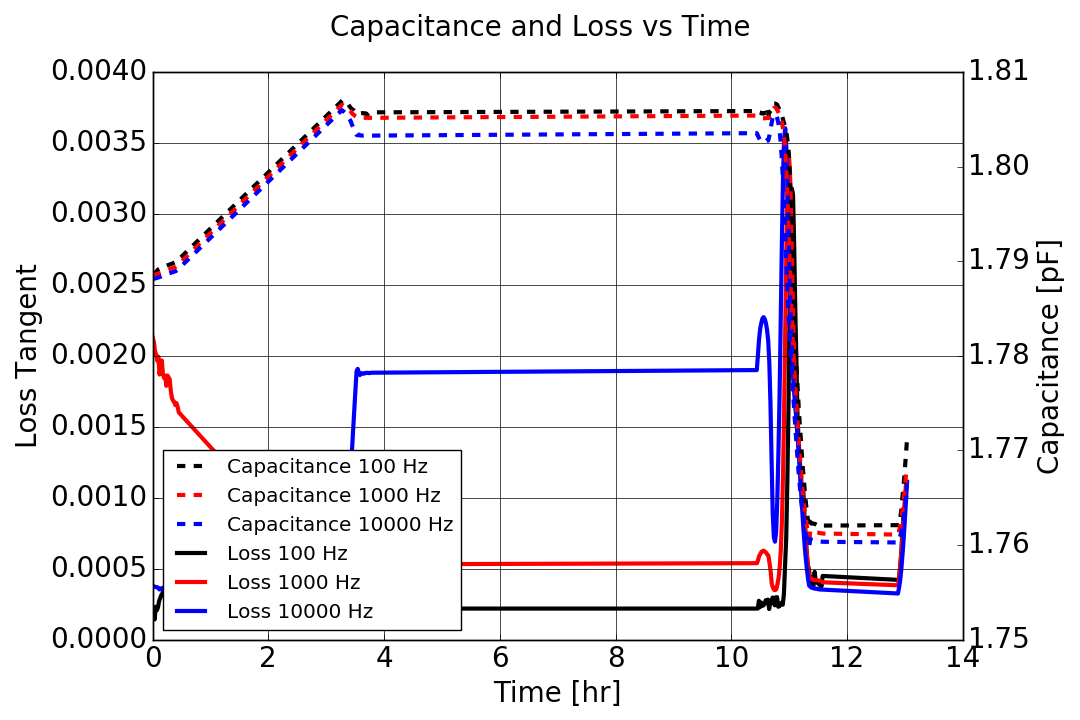 Capacitance and Loss vs Time
0.0040
0.0035
0.0030
0.0025
0.0020
0.0015
0.0010
0.0005
0.0000
Loss Tangent
1.81
1.80
1.79
1.78
1.77
1.76
1.75
Capacitance [pF]
Capacitance 100 Hz
Capacitance 1000 Hz
Capacitance 10000 Hz
Loss 100 Hz
Loss 1000 Hz
Loss 10000 Hz
0 2 4 6 8 10 12 14
Time [hr]